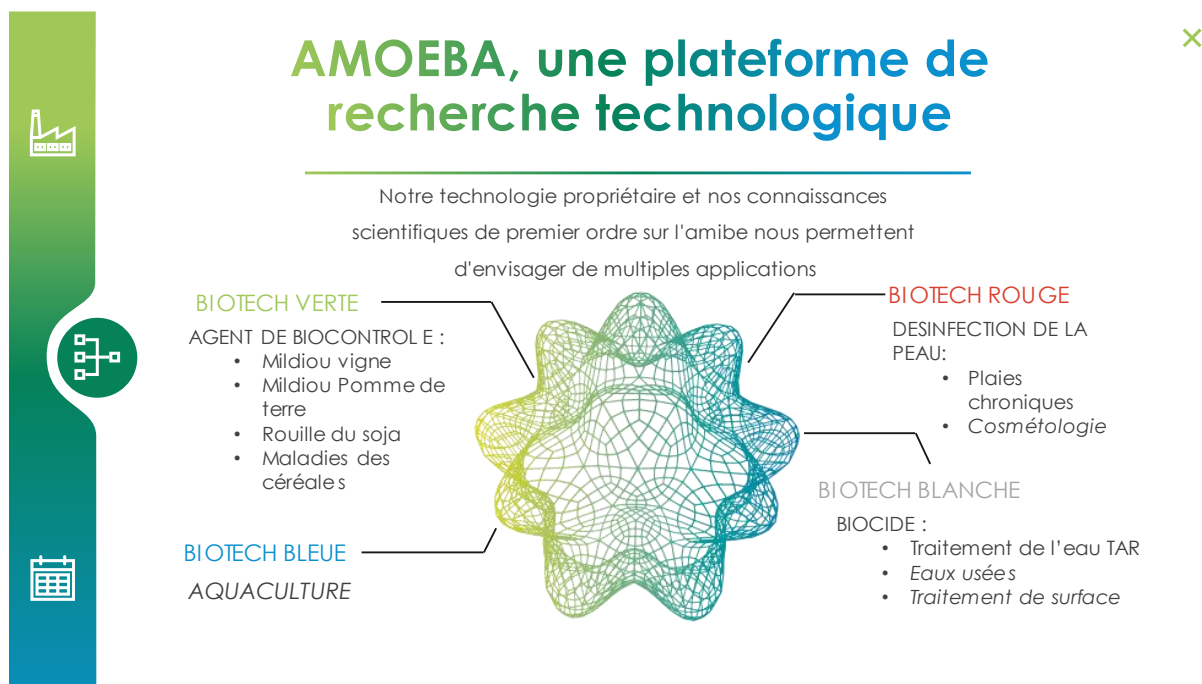 AMOEBA, une plateforme de
recherche technologique
Notre technologie propriétaire et nos connaissances
scientifiques de premier ordre sur l'amibe nous permettent
d'envisager de multiples applications
BIOTECH VERTE
AGENT DE BIOCONTROLE :
• Mildiou vigne
• Mildiou Pomme de
terre
• Rouille du soja
• Maladies des
céréales
BIOTECH BLEUE
AQUACULTURE
BIOTECH ROUGE
DESINFECTION DE LA
PEAU:
• Plaies
chroniques
• Cosmétologie
BIOTECH BLANCHE
BIOCIDE :
• Traitement de l’eau TAR
• Eaux usées
• Traitement de surface